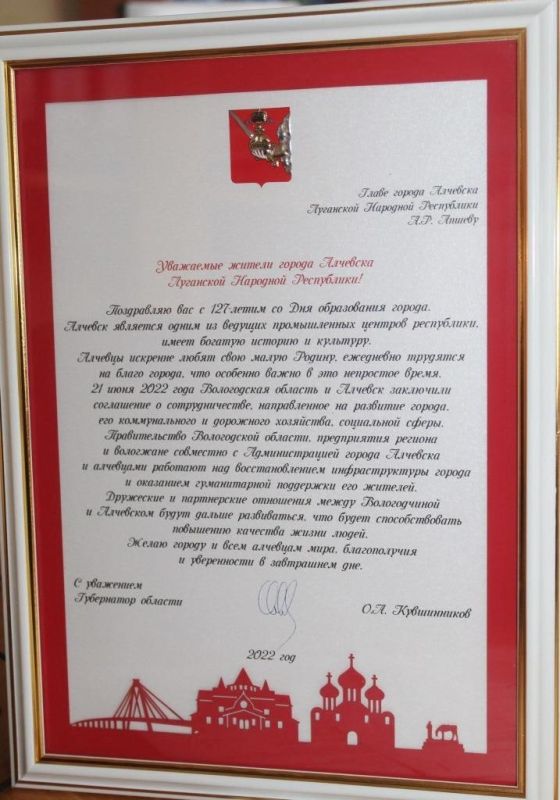 Главе города Алчевска
Луганской Народной Республики
А.Р. Апшеву
Уважаемые жители города Алчевска
Луганской Народной Республики!
Поздравляю вас с 127-летим со Дня образования города.
Алчевск является одним из ведущих промышленных центров республики,
имеет богатую историю и культуру.
Алчевцы искренне любят свою малую Родину, ежедневно трудятся
на благо города, что особенно важно в это непростое время.
21 июня 2022 года Вологодская область и Алчевск заключили
соглашение о сотрудничестве, направленное на развитие города,
его коммунального и дорожного хозяйства, социальной сферы.
Правительство Вологодской области, предприятия региона
и вологжане совместно с Администрацией города Алчевска
и алчевцами работают над восстановлением инфраструктуры города
и оказанием гуманитарной поддержки его жителей.
Дружеские и партнерские отношения между Вологодчиной
и Алчевском будут дальше развиваться, что будет способствовать
повышению качества жизни людей.
Желаю городу и всем алчевцам мира, благополучия
и уверенности в завтрашнем дне.
С уважением
Губернатор области
О.А. Кувшинников
2022 год